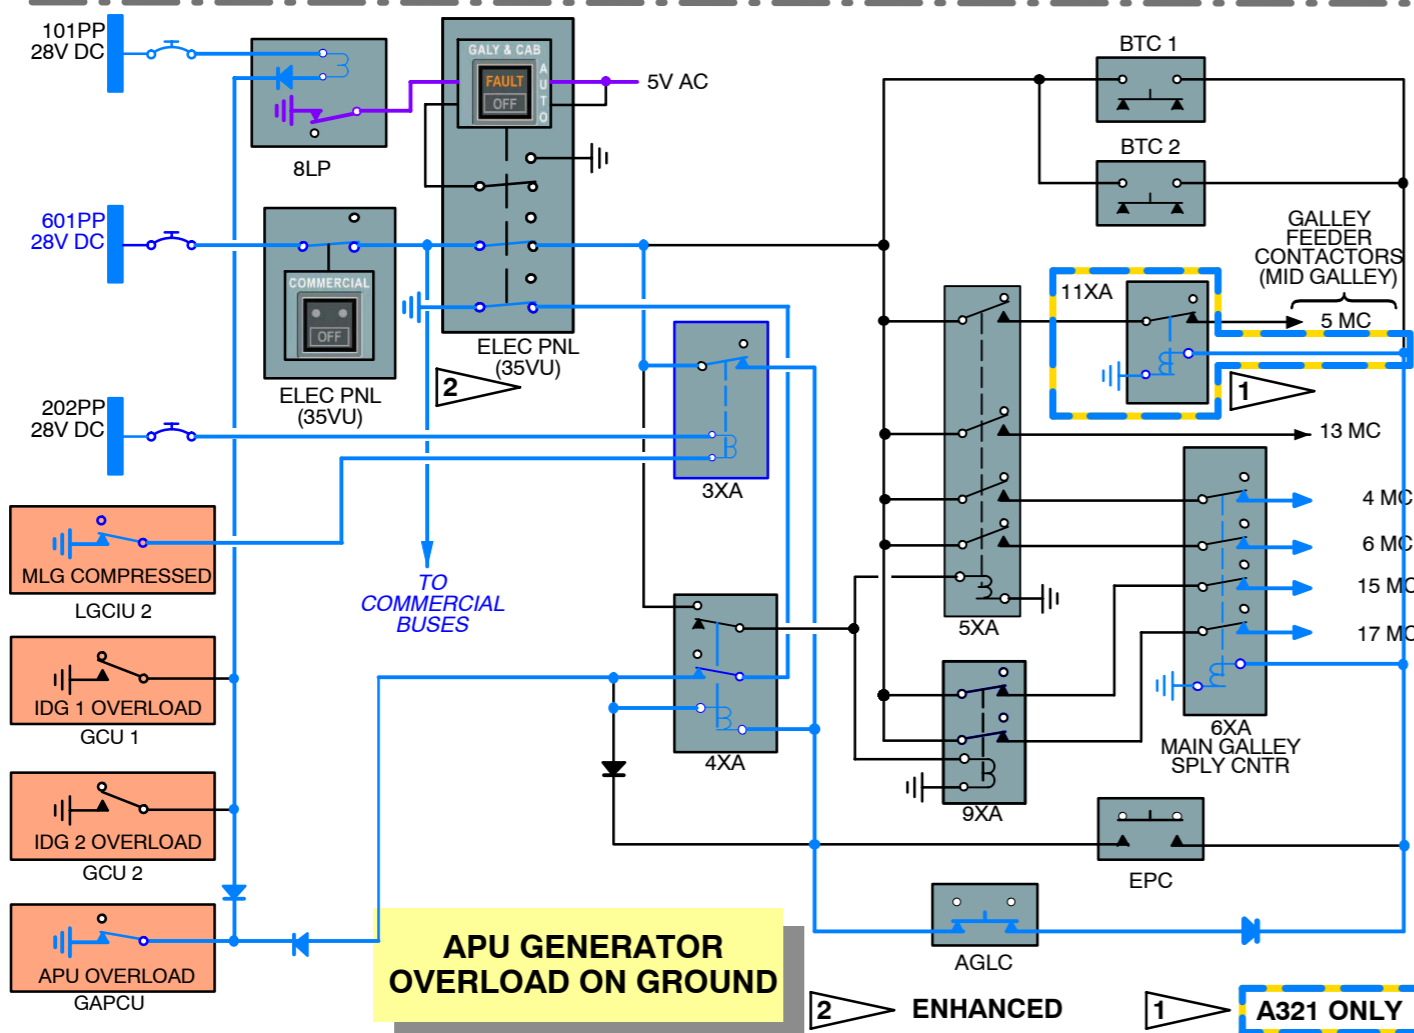 101PP
28V DC
8LP
GALY & CAB
FAULT
OFF
AUTO
5V AC
BTC 1
BTC 2
601PP
28V DC
COMMERCIAL
OFF
ELEC PNL
(35VU)
ELEC PNL
(35VU)
2
GALLEY
FEEDER
CONTACTORS
(MID GALLEY)
11XA
5 MC
1
202PP
28V DC
3XA
13 MC
4 MC
6 MC
15 MC
17 MC
MLG COMPRESSED
LGCIU 2
TO
COMMERCIAL
BUSES
5XA
IDG 1 OVERLOAD
GCU 1
4XA
6XA
MAIN GALLEY
SPLY CNTR
9XA
IDG 2 OVERLOAD
GCU 2
EPC
APU OVERLOAD
GAPCU
APU GENERATOR
OVERLOAD ON GROUND
AGLC
2 ENHANCED
1 A321 ONLY